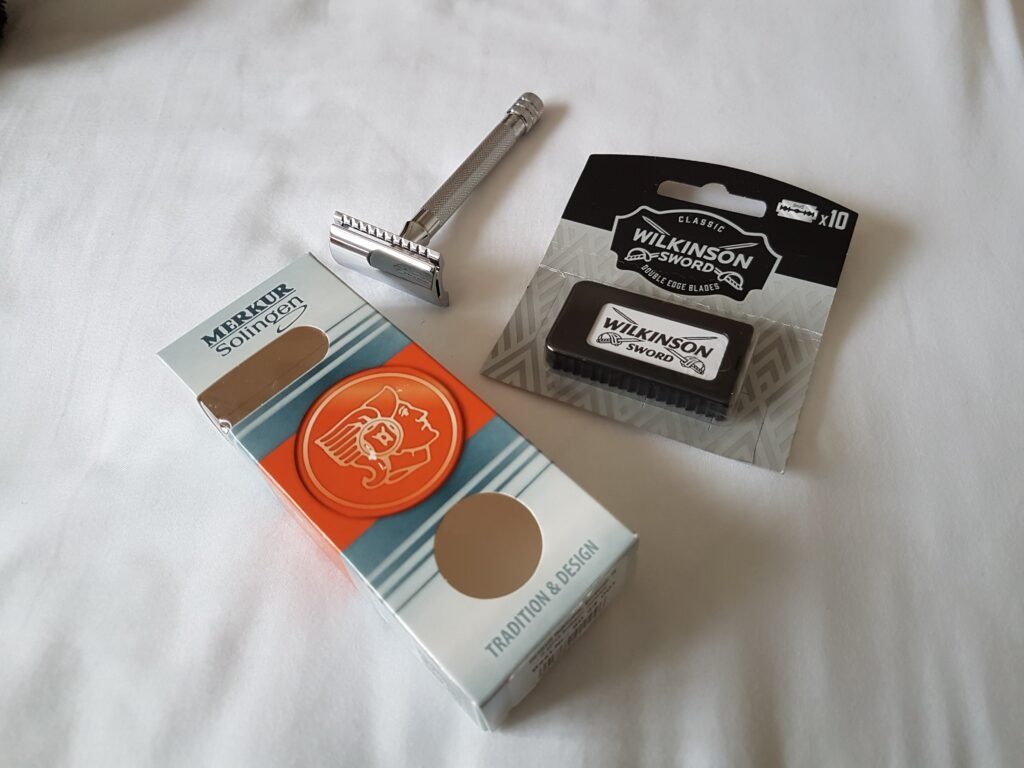 MERKUR
Solingen
TRADITION & DESIGN
x10
CLASSIC
WILKINSON
SWORD
DOUBLE EDGE BLADES
WILKINSON
SWORD